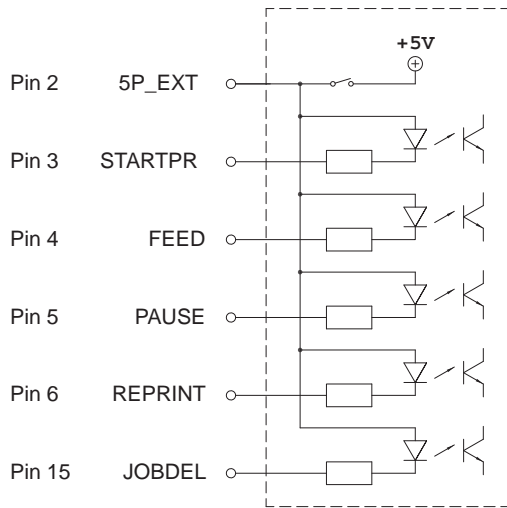 +5V
Pin 2 5P_EXT
Pin 3 STARTPR
Pin 4 FEED
Pin 5 PAUSE
Pin 6 REPRINT
Pin 15 JOBDEL